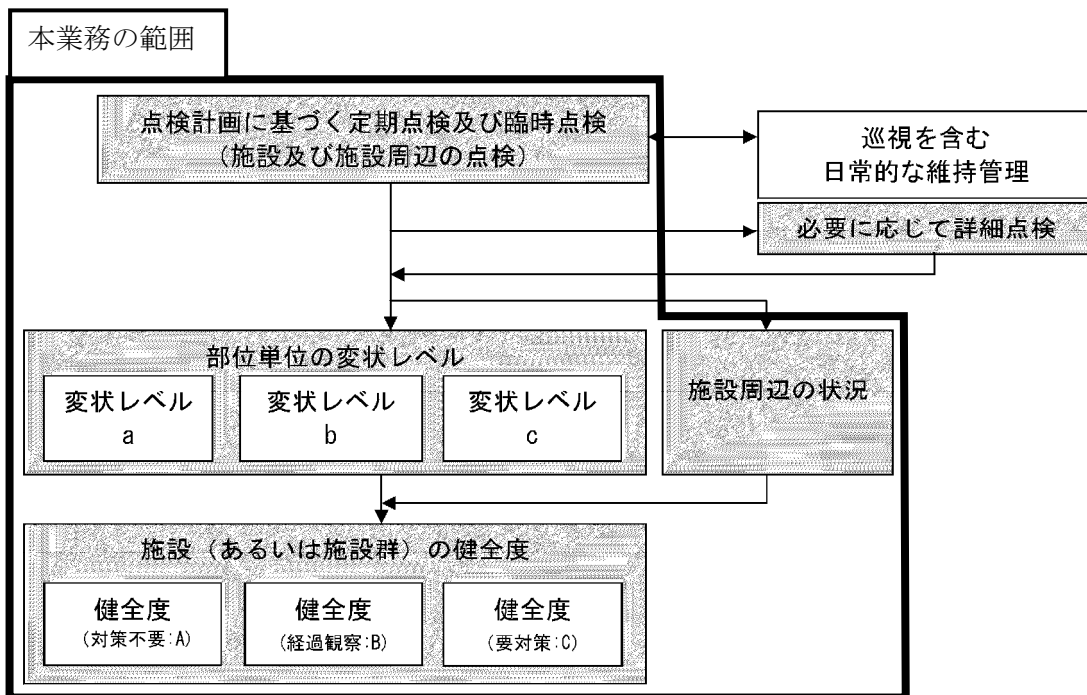 本業務の範囲
点検計画に基づく定期点検及び臨時点検
(施設及び施設周辺の点検)
巡視を含む
日常的な維持管理
必要に応じて詳細点検
部位単位の変状レベル
変状レベル
a
変状レベル
b
変状レベル
c
施設周辺の状況
施設(あるいは施設群)の健全度
健全度
(対策不要:A)
健全度
(経過観察:B)
健全度
(要対策:C)